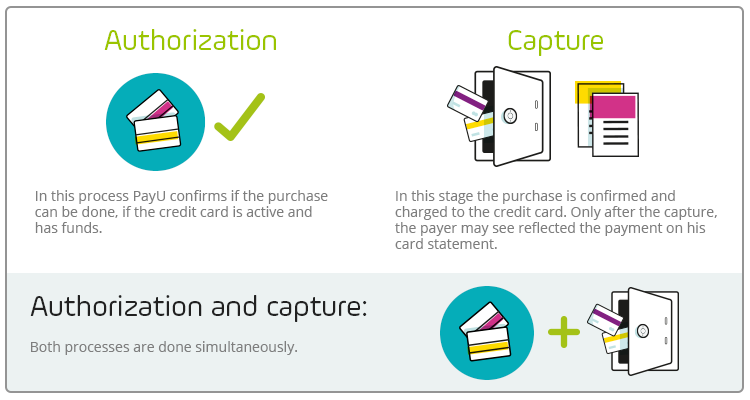 Authorization
In this process PayU confirms if the purchase
can be done, if the credit card is active and
has funds.
Capture
In this stage the purchase is confirmed and
charged to the credit card. Only after the capture,
the payer may see reflected the payment on his
card statement.
Authorization and capture:
Both processes are done simultaneously.